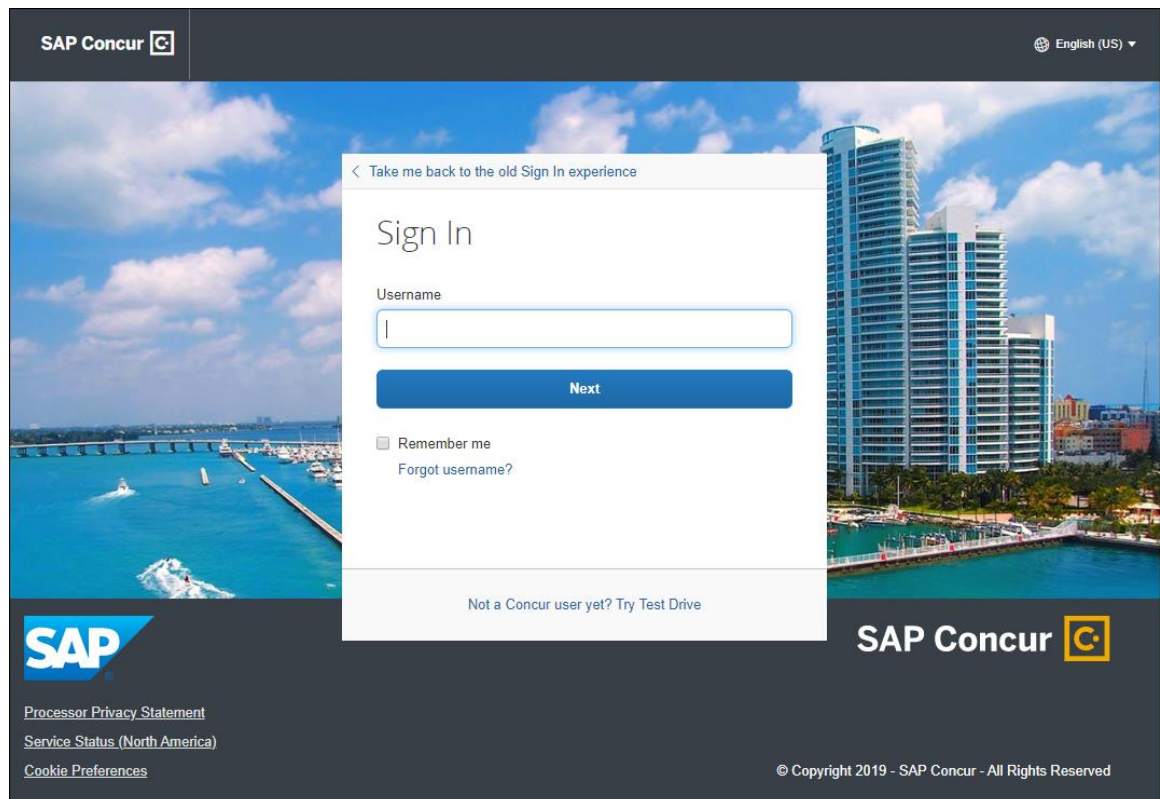 SAP Concur C
English (US)
Take me back to the old Sign In experience
Sign In
Username
Next
Remember me
Forgot username?
Not a Concur user yet? Try Test Drive
SAP
SAP Concur C
Processor Privacy Statement
Service Status (North America)
Cookie Preferences
© Copyright 2019 - SAP Concur - All Rights Reserved